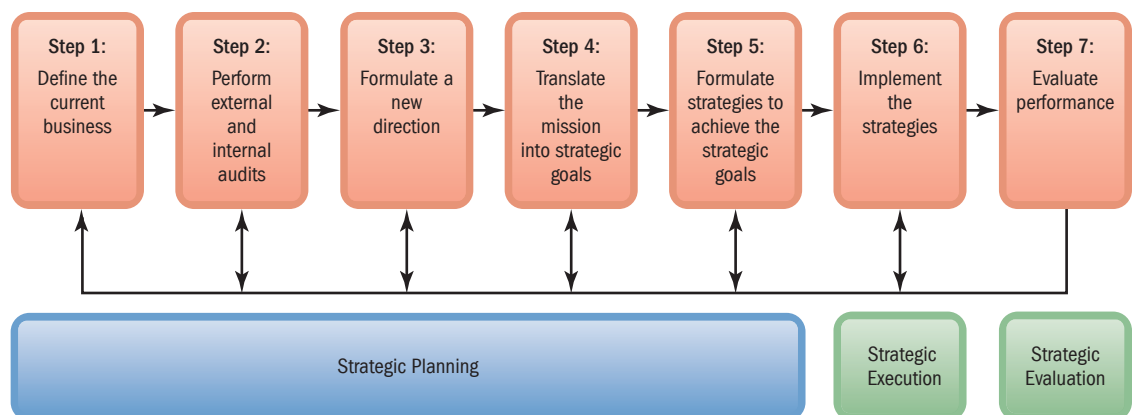 Step 1:
Define the
current
business
Step 2:
Perform
external
and
internal
audits
Step 3:
Formulate a
new
direction
Step 4:
Translate
the
mission
into strategic
goals
Step 5:
Formulate
strategies to
achieve the
strategic
goals
Step 6:
Implement
the
strategies
Step 7:
Evaluate
performance
Strategic Planning
Strategic
Execution
Strategic
Evaluation